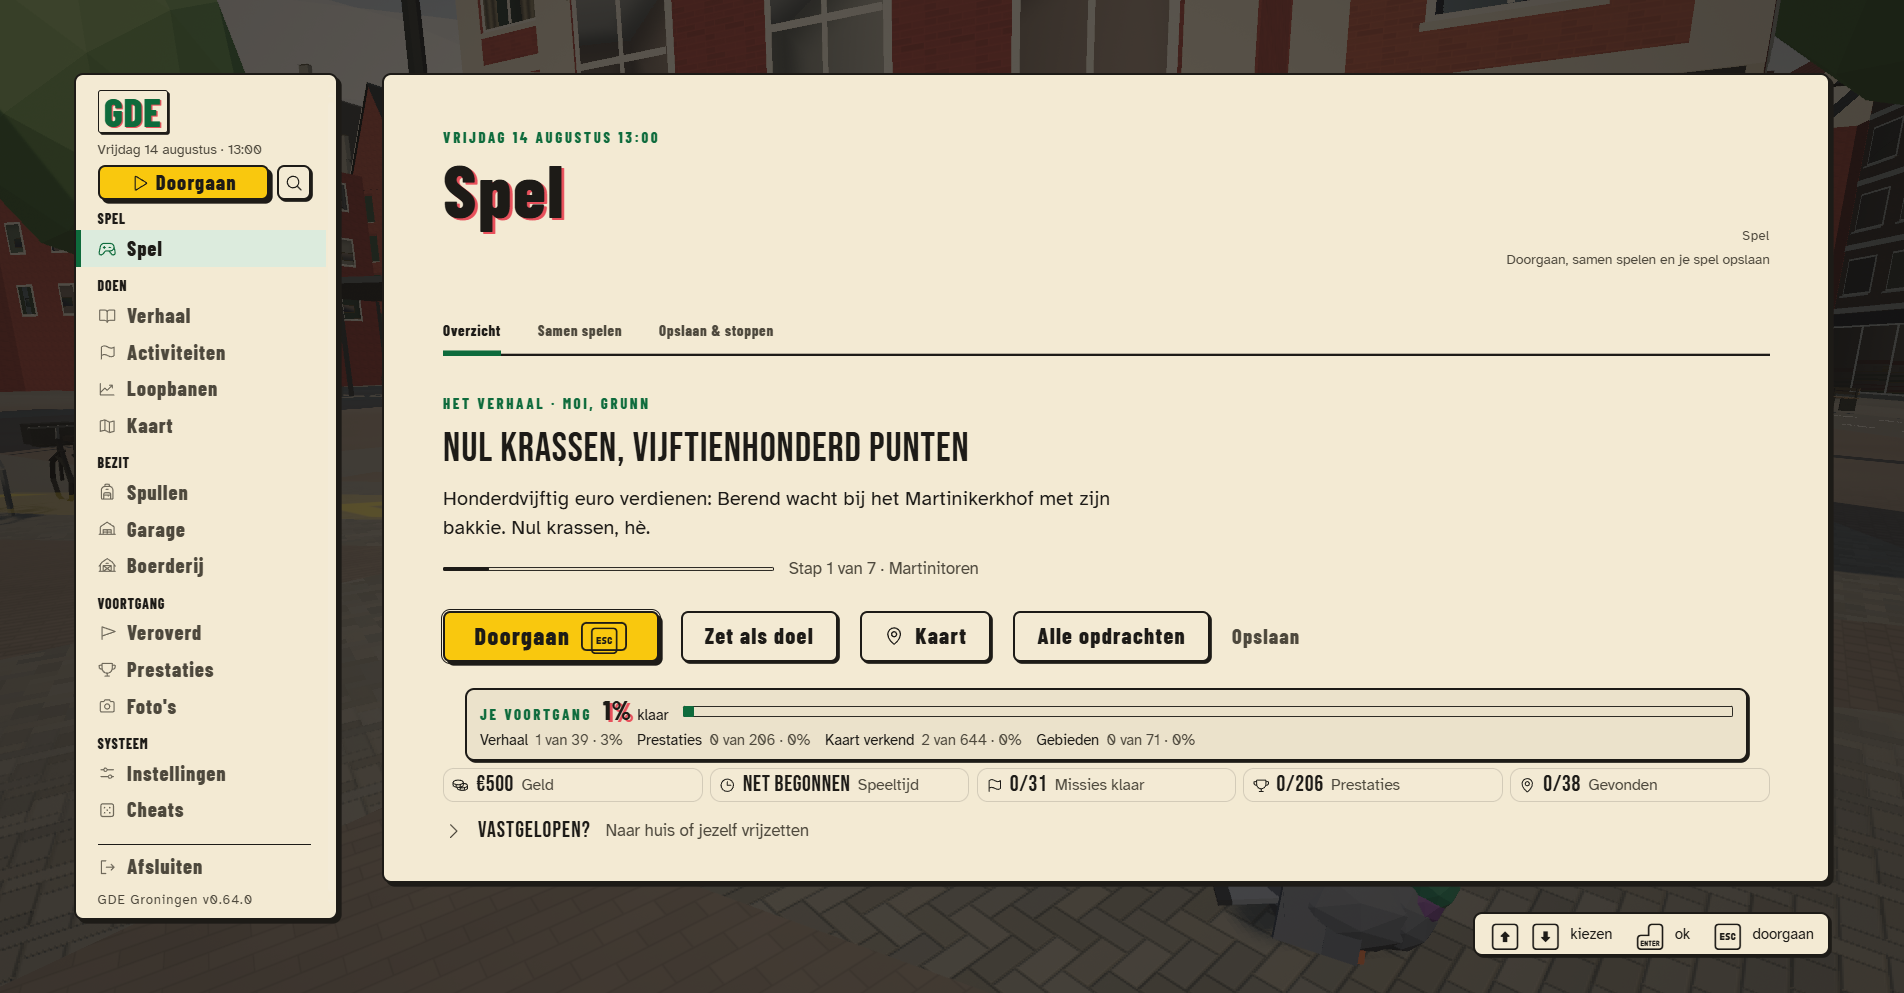 GDE
Vrijdag 14 augustus · 13:00
Doorgaan
SPEL
Spel
DOEN
Verhaal
Activiteiten
Loopbanen
Kaart
BEZIT
Spullen
Garage
Boerderij
VOORTGANG
Veroverd
Prestaties
Foto's
SYSTEEM
Instellingen
Cheats
Afsluiten
GDE Groningen v0.64.0
VRIJDAG 14 AUGUSTUS 13:00
Spel
Spel
Doorgaan, samen spelen en je spel opslaan
Overzicht Samen spelen Opslaan & stoppen
HET VERHAAL · MOI, GRUNN
NUL KRASSEN, VIJFTIENHONDERD PUNTEN
Honderdvijftig euro verdienen: Berend wacht bij het Martinikerkhof met zijn
bakkie. Nul krassen, hè.
Stap 1 van 7 · Martinitoren
Doorgaan ESC Zet als doel Kaart Alle opdrachten Opslaan
JE VOORTGANG 1% klaar
Verhaal 1 van 39 · 3% Prestaties 0 van 206 · 0% Kaart verkend 2 van 644 · 0% Gebieden 0 van 71 · 0%
€500 Geld NET BEGONNEN Speeltijd 0/31 Missies klaar 0/206 Prestaties 0/38 Gevonden
VASTGELOPEN? Naar huis of jezelf vrijzetten
kiezen ENTER ok ESC doorgaan